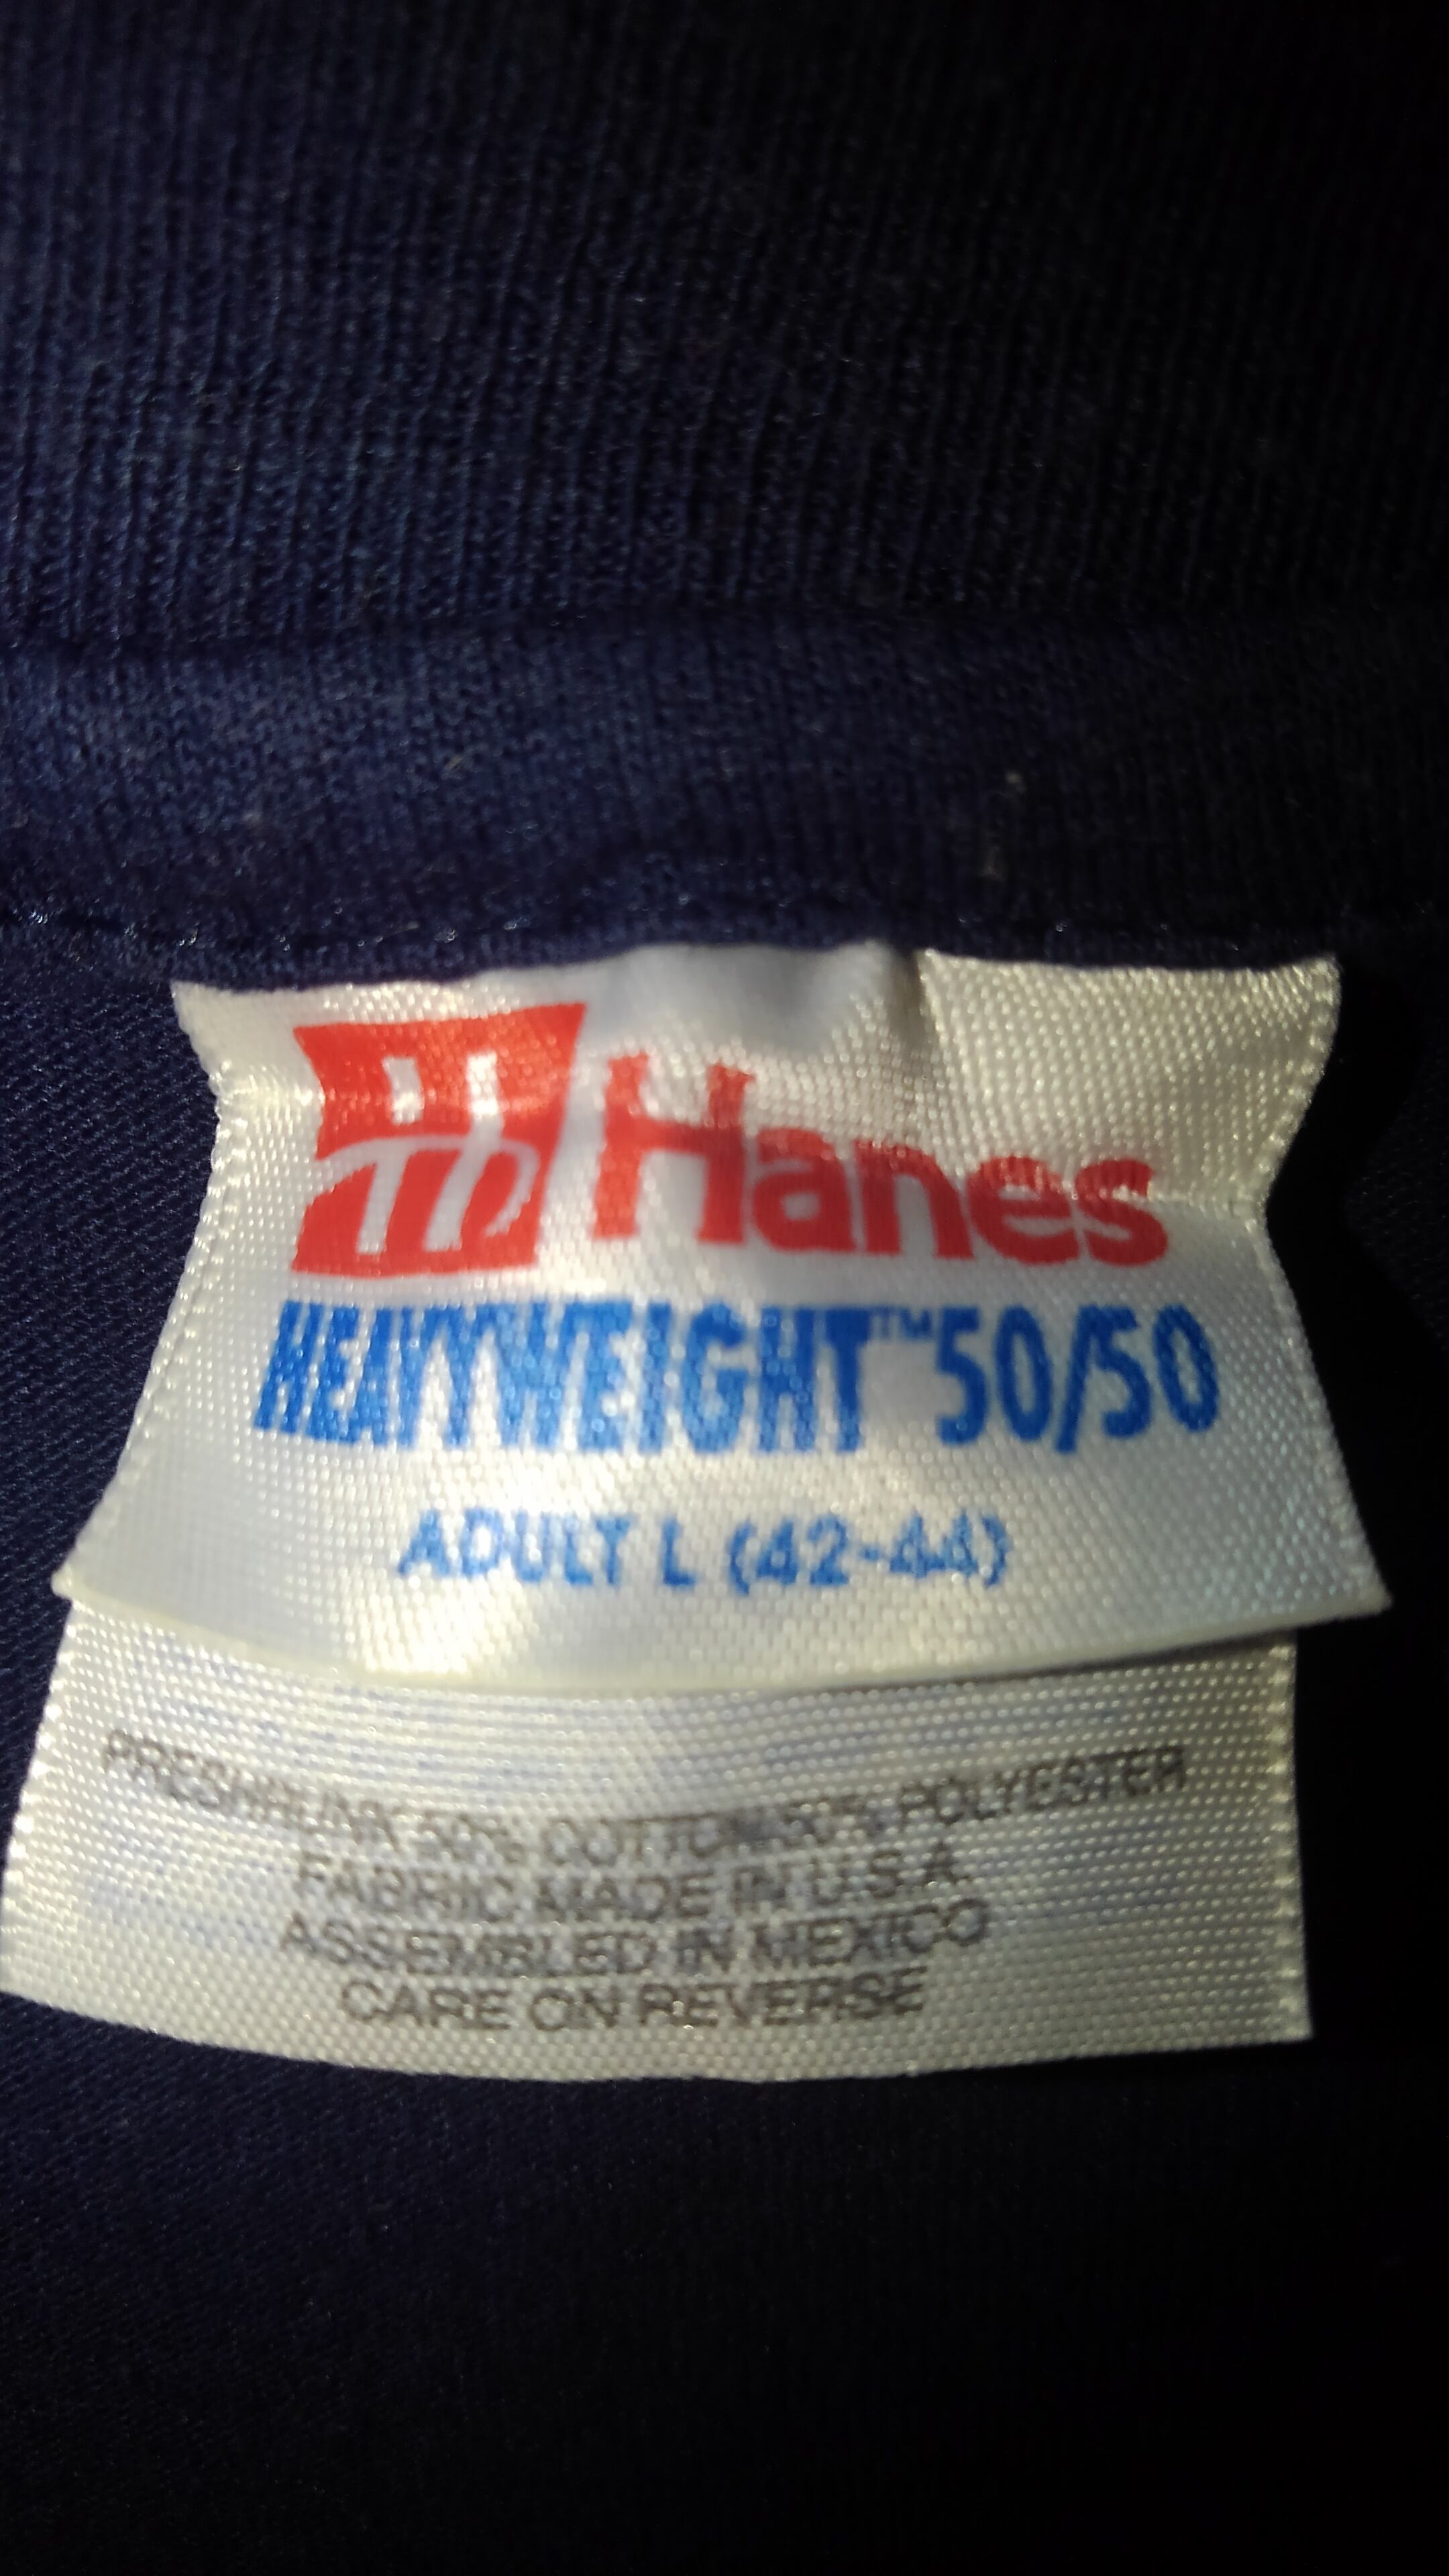 Hanes
HEAVYWEIGHT™ 50/50
ADULT L (42-44)
PRESHRUNK 50% COTTON 50% POLYESTER
FABRIC MADE IN U.S.A.
ASSEMBLED IN MEXICO
CARE ON REVERSE